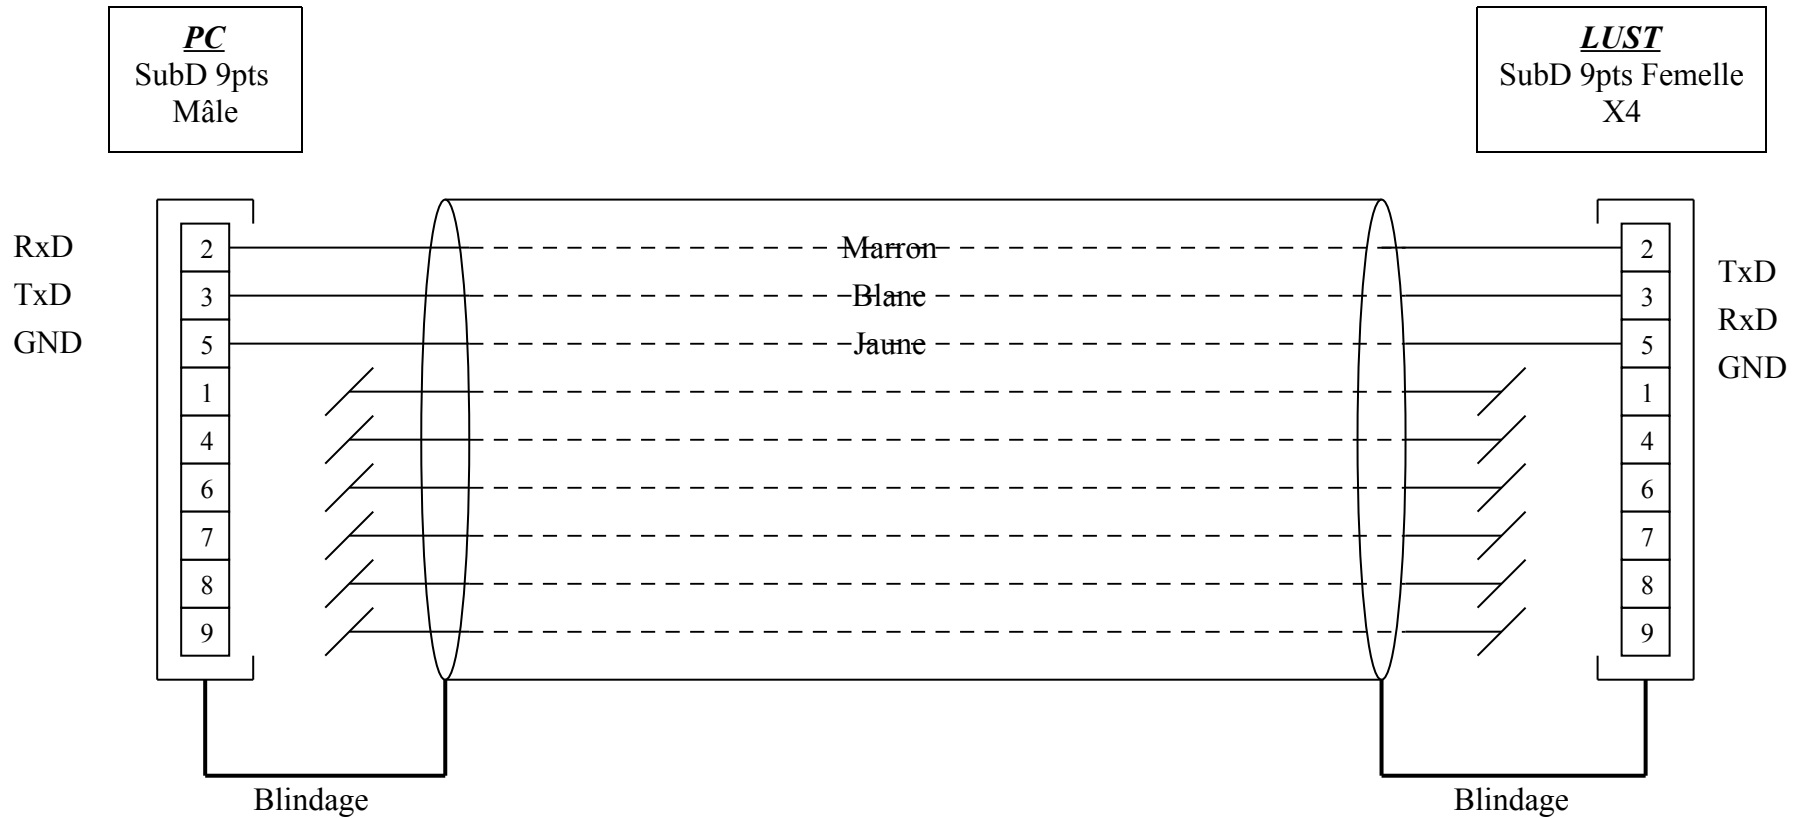 PC
SubD 9pts
Mâle
LUST
SubD 9pts Femelle
X4
RxD
2
Marron
2
TxD
TxD
3
Blanc
3
RxD
GND
5
Jaune
5
GND
1
1
4
4
6
6
7
7
8
8
9
9
Blindage
Blindage